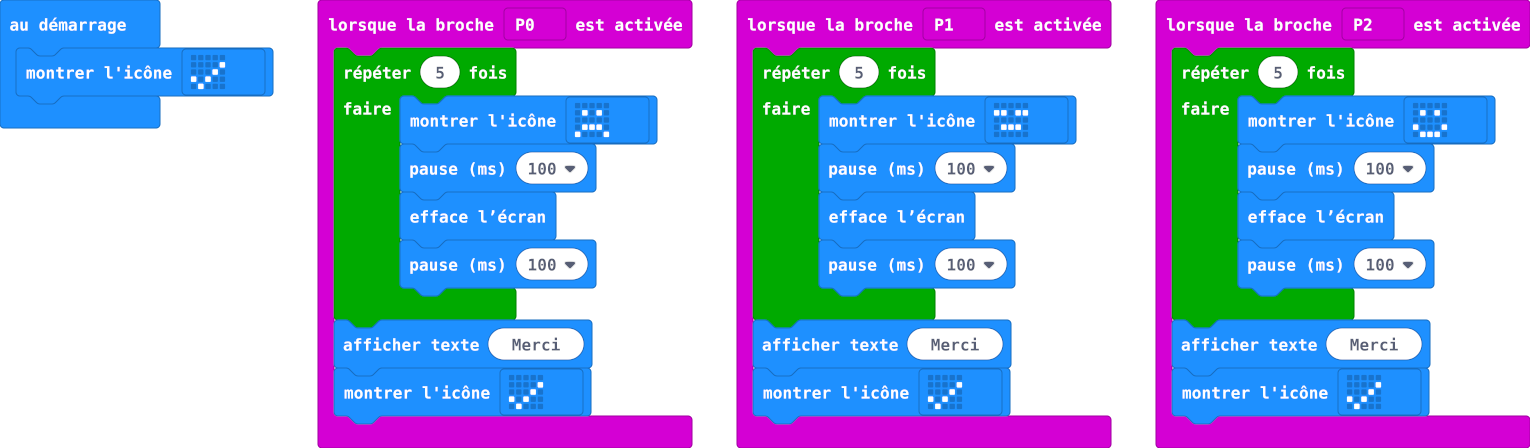 au démarrage
montrer l'icône
lorsque la broche P0 est activée
répéter 5 fois
faire
montrer l'icône
pause (ms) 100
efface l’écran
pause (ms) 100
afficher texte Merci
montrer l'icône
lorsque la broche P1 est activée
répéter 5 fois
faire
montrer l'icône
pause (ms) 100
efface l’écran
pause (ms) 100
afficher texte Merci
montrer l'icône
lorsque la broche P2 est activée
répéter 5 fois
faire
montrer l'icône
pause (ms) 100
efface l’écran
pause (ms) 100
afficher texte Merci
montrer l'icône